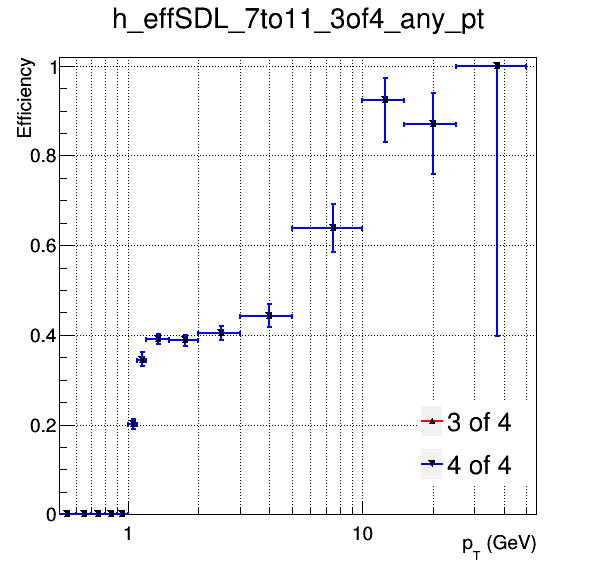 h_effSDL_7to11_3of4_any_pt
Efficiency
1
0.8
0.6
0.4
0.2
0
3 of 4
4 of 4
1
10
p_T (GeV)